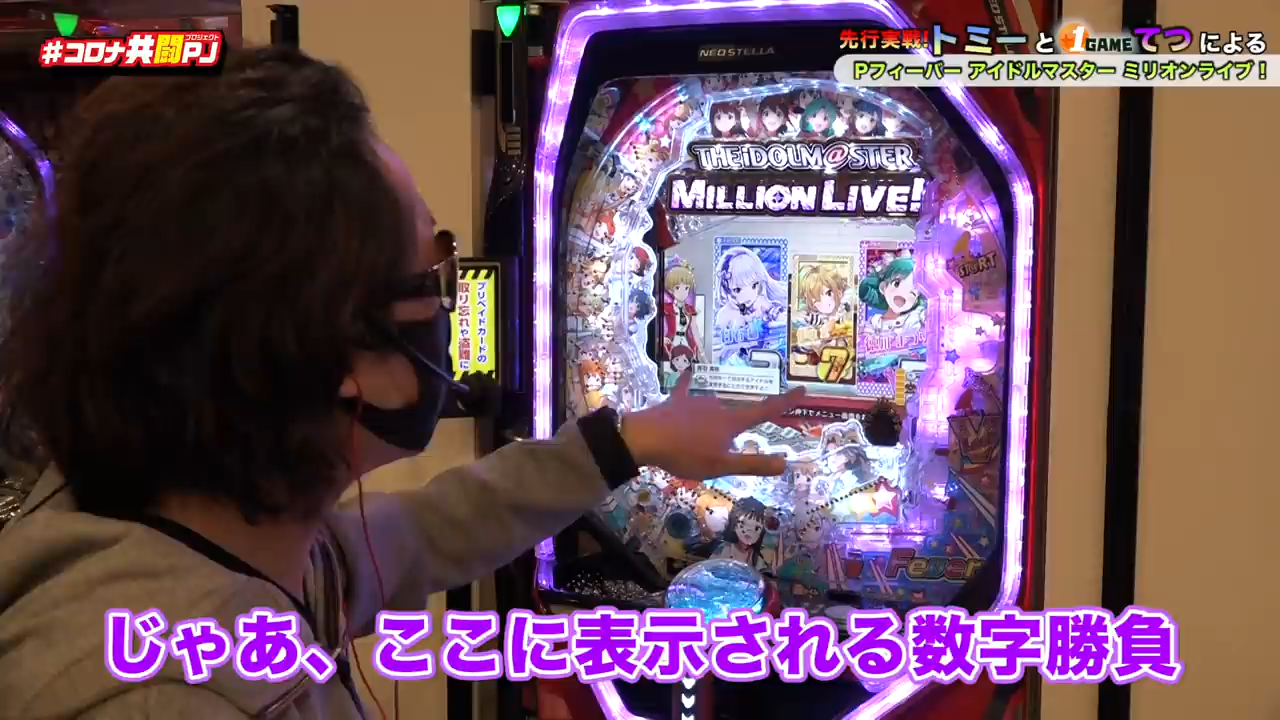 #コロナ共闘PJ
プロジェクト
先行実戦!トミーと1GAMEてつによる
Pフィーバー アイドルマスター ミリオンライブ！
NEO STELLA
THE IDOLM@STER
MILLION LIVE!
START
プリペイドカードの
取り忘れや盗難に
7
Fever
じゃあ、ここに表示される数字勝負